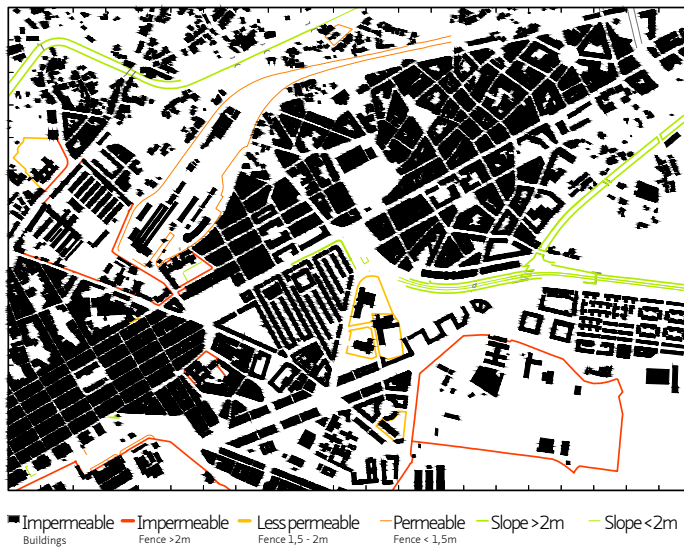 Impermeable Impermeable Less permeable Permeable Slope >2m Slope <2m
Buildings Fence >2m Fence 1,5 - 2m Fence < 1,5m